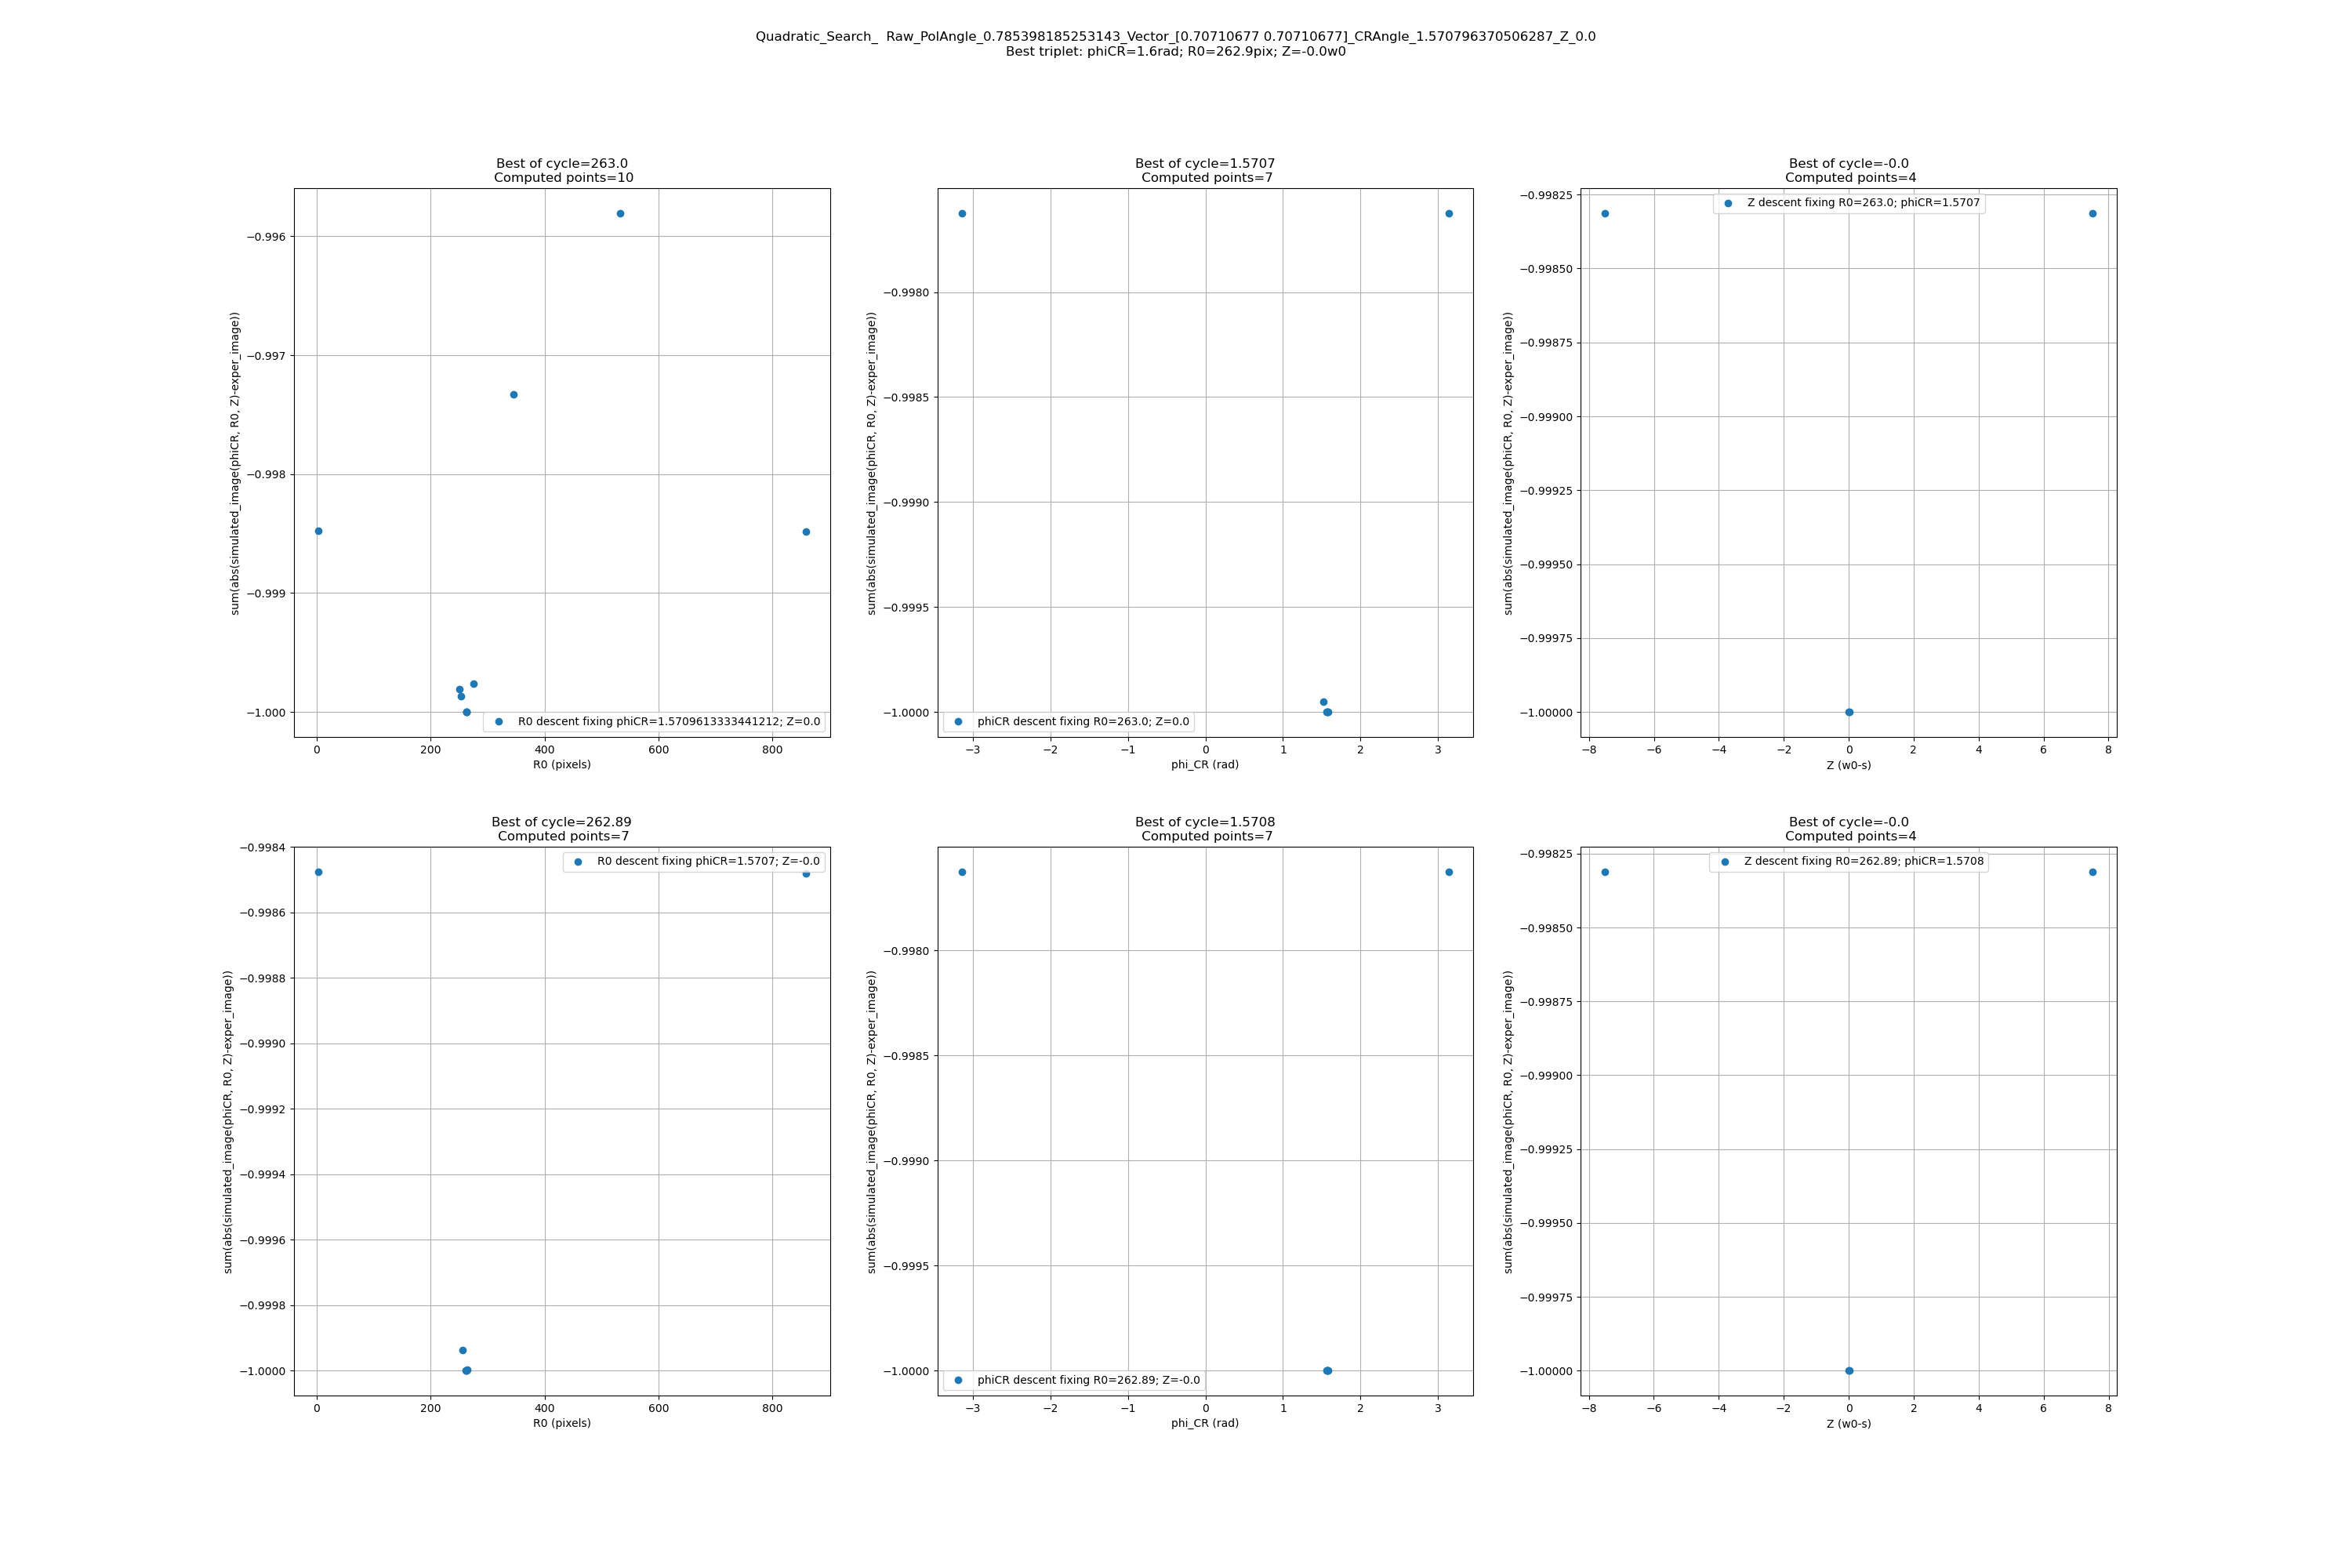 Quadratic_Search_  Raw_PolAngle_0.785398185253143_Vector_[0.70710677 0.70710677]_CRAngle_1.570796370506287_Z_0.0
Best triplet: phiCR=1.6rad; R0=262.9pix; Z=-0.0w0
Best of cycle=263.0
Computed points=10
−0.996
−0.997
−0.998
−0.999
−1.000
sum(abs(simulated_image(phiCR, R0, Z)-exper_image))
R0 descent fixing phiCR=1.5709613333441212; Z=0.0
0 200 400 600 800
R0 (pixels)
Best of cycle=1.5707
Computed points=7
−0.9980
−0.9985
−0.9990
−0.9995
−1.0000
sum(abs(simulated_image(phiCR, R0, Z)-exper_image))
phiCR descent fixing R0=263.0; Z=0.0
−3 −2 −1 0 1 2 3
phi_CR (rad)
Best of cycle=-0.0
Computed points=4
Z descent fixing R0=263.0; phiCR=1.5707
−0.99825
−0.99850
−0.99875
−0.99900
−0.99925
−0.99950
−0.99975
−1.00000
sum(abs(simulated_image(phiCR, R0, Z)-exper_image))
−8 −6 −4 −2 0 2 4 6 8
Z (w0-s)
Best of cycle=262.89
Computed points=7
R0 descent fixing phiCR=1.5707; Z=-0.0
−0.9984
−0.9986
−0.9988
−0.9990
−0.9992
−0.9994
−0.9996
−0.9998
−1.0000
sum(abs(simulated_image(phiCR, R0, Z)-exper_image))
0 200 400 600 800
R0 (pixels)
Best of cycle=1.5708
Computed points=7
−0.9980
−0.9985
−0.9990
−0.9995
−1.0000
sum(abs(simulated_image(phiCR, R0, Z)-exper_image))
phiCR descent fixing R0=262.89; Z=-0.0
−3 −2 −1 0 1 2 3
phi_CR (rad)
Best of cycle=-0.0
Computed points=4
Z descent fixing R0=262.89; phiCR=1.5708
−0.99825
−0.99850
−0.99875
−0.99900
−0.99925
−0.99950
−0.99975
−1.00000
sum(abs(simulated_image(phiCR, R0, Z)-exper_image))
−8 −6 −4 −2 0 2 4 6 8
Z (w0-s)